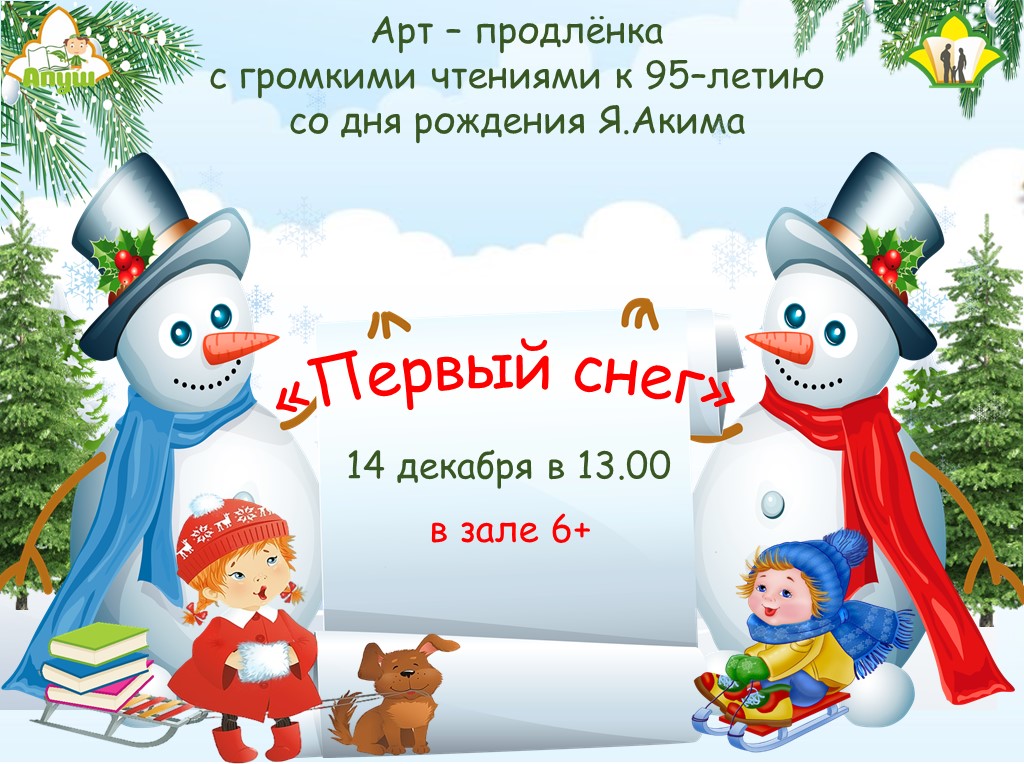 Арт – продлёнка
с громкими чтениями к 95–летию
со дня рождения Я.Акима
Апуш
«Первый снег»
14 декабря в 13.00
в зале 6+